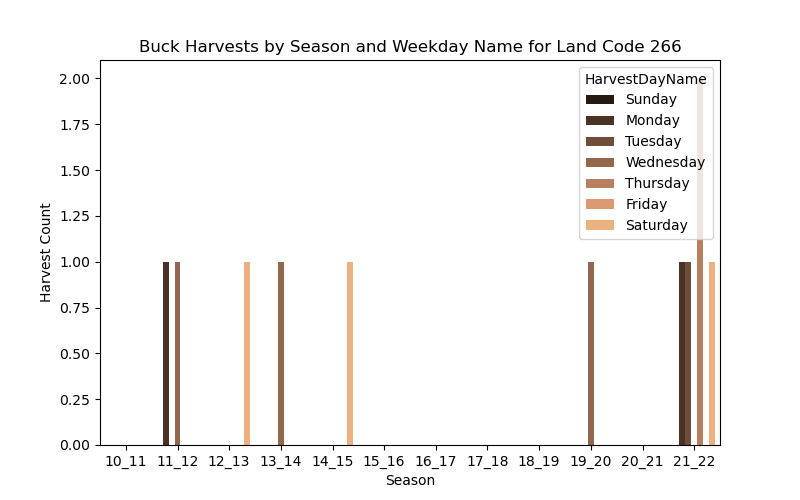 Buck Harvests by Season and Weekday Name for Land Code 266
HarvestDayName
Sunday
Monday
Tuesday
Wednesday
Thursday
Friday
Saturday
Harvest Count
2.00
1.75
1.50
1.25
1.00
0.75
0.50
0.25
0.00
10_11 11_12 12_13 13_14 14_15 15_16 16_17 17_18 18_19 19_20 20_21 21_22
Season